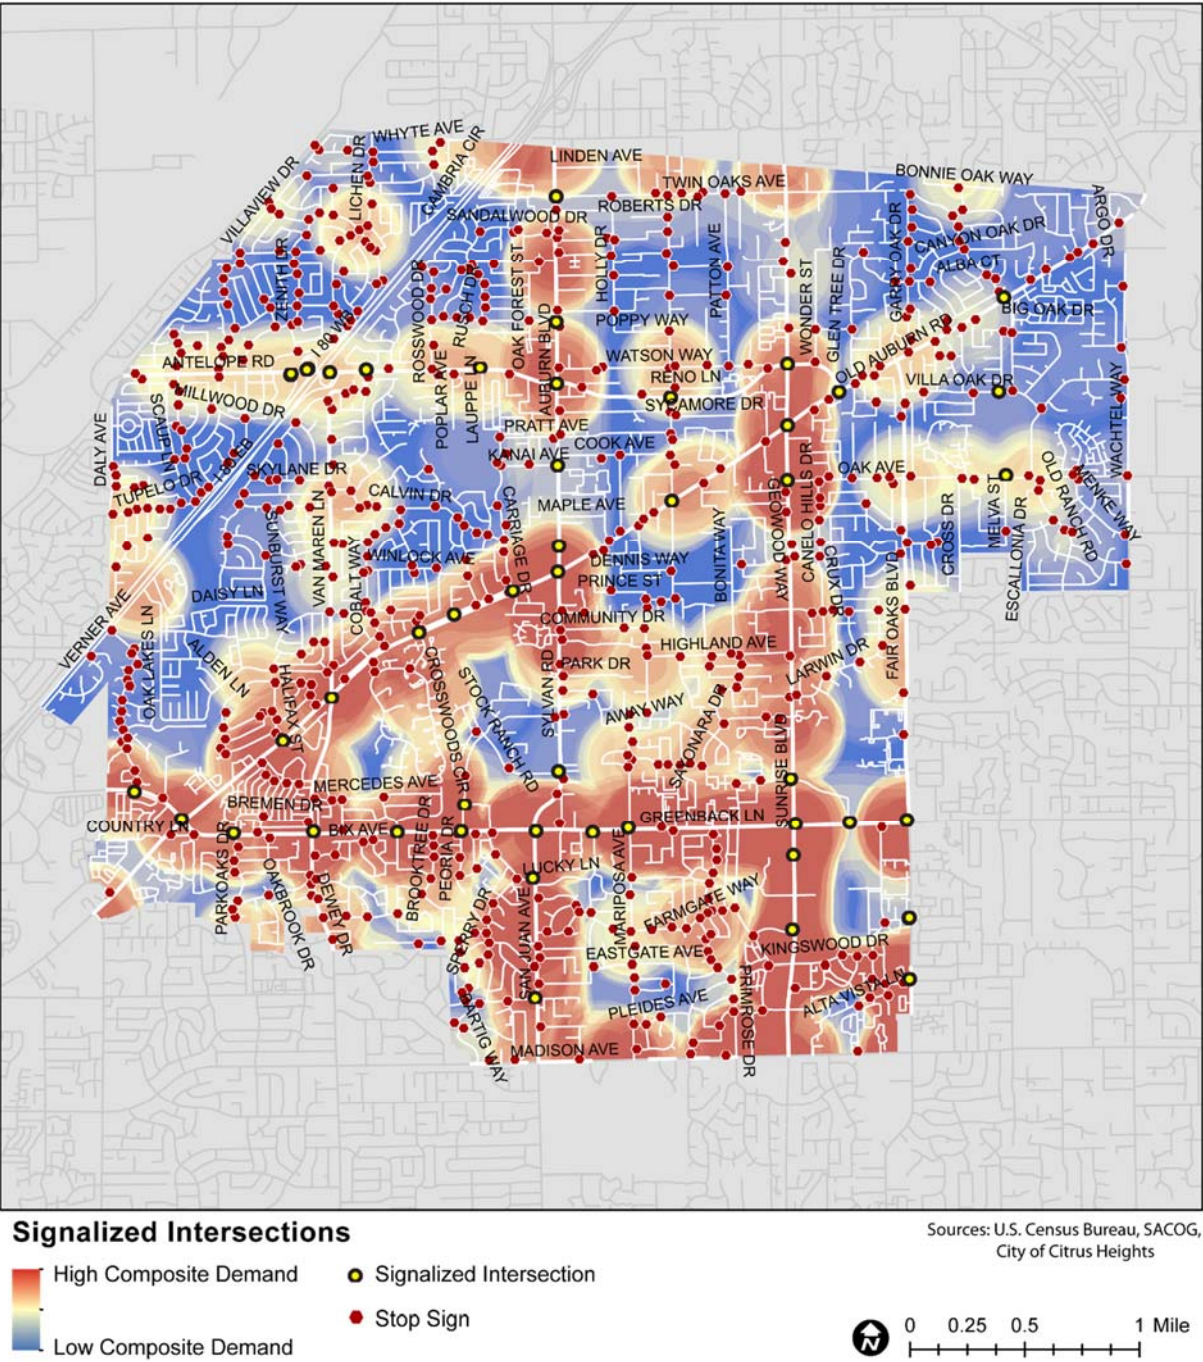 WHYTE AVE
LINDEN AVE
VILLAVIEW DR
LICHEN DR
CAMBRIA CIR
TWIN OAKS AVE
BONNIE OAK WAY
ARGO DR
SANDALWOOD DR
ROBERTS DR
ZENITH DR
OAK FOREST ST
HOLLY DR
PATTON AVE
GARRY OAK DR
CANYON OAK DR
ALBA CT
ROSSWOOD DR
RUSCH DR
WONDER ST
GLEN TREE DR
BIG OAK DR
I 80 WB
AUBURN BLVD
POPPY WAY
OLD AUBURN RD
ANTELOPE RD
WATSON WAY
RENO LN
VILLA OAK DR
POPLAR AVE
LAUPPE LN
SYCAMORE DR
MILLWOOD DR
SCAUP LN
DALY AVE
PRATT AVE
COOK AVE
WACHTEL WAY
I 80 EB
KANAI AVE
SKYLANE DR
OAK AVE
TUPELO DR
CALVIN DR
MAPLE AVE
CARRIAGE DR
GEOWOOD WAY
CANELO HILLS DR
MELVA ST
OLD RANCH RD
MENKE WAY
SUNBURST WAY
VAN MAREN LN
COBALT WAY
WINLOCK AVE
DENNIS WAY
PRINCE ST
BONITA WAY
CRUX DR
CROSS DR
ESCALLONIA DR
DAISY LN
COMMUNITY DR
FAIR OAKS BLVD
VERNER AVE
OAK LAKES LN
ALDEN LN
HALIFAX ST
HIGHLAND AVE
LARWIN DR
PARK DR
CROSSWOODS CIR
STOCK RANCH RD
SYLVAN RD
AWAY WAY
SAYONARA DR
SUNRISE BLVD
MERCEDES AVE
BREMEN DR
COUNTRY LN
BIX AVE
GREENBACK LN
PARKOAKS DR
OAKBROOK DR
DEWEY DR
BROOKTREE DR
PEORIA DR
LUCKY LN
MARIPOSA AVE
FARMGATE WAY
SPERRY DR
SAN JUAN AVE
EASTGATE AVE
KINGSWOOD DR
PLEIDES AVE
PRIMROSE DR
ALTA VISTA LN
BARTIG WAY
MADISON AVE
Signalized Intersections
Sources: U.S. Census Bureau, SACOG,
City of Citrus Heights
High Composite Demand
Signalized Intersection
Stop Sign
Low Composite Demand
N
0 0.25 0.5 1 Mile